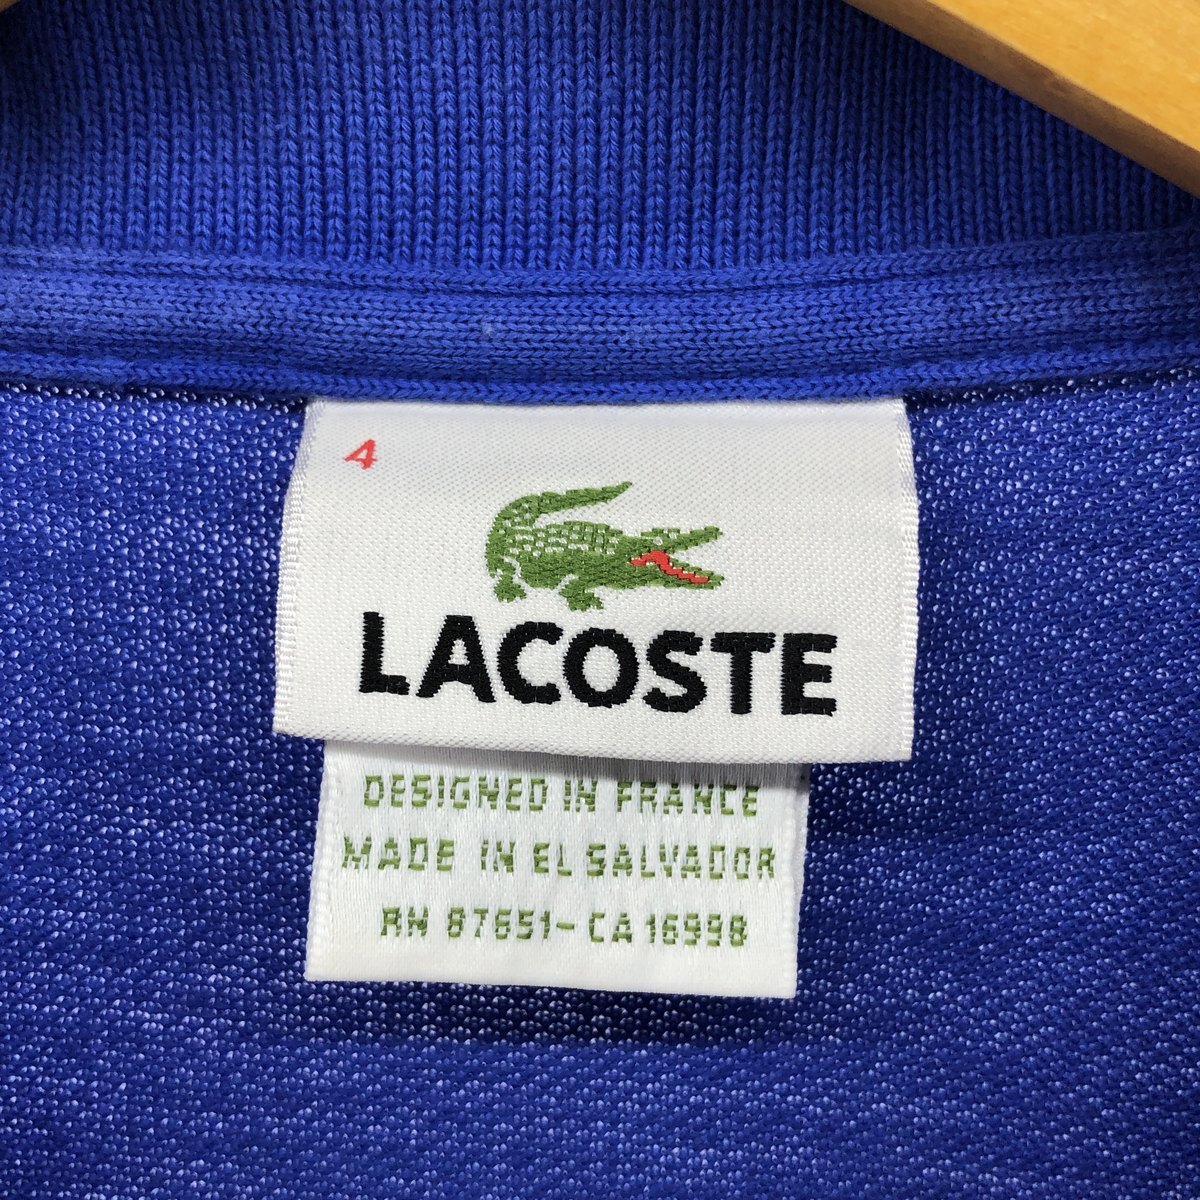 4
LACOSTE
DESIGNED IN FRANCE
MADE IN EL SALVADOR
RN 87651-CA 16998